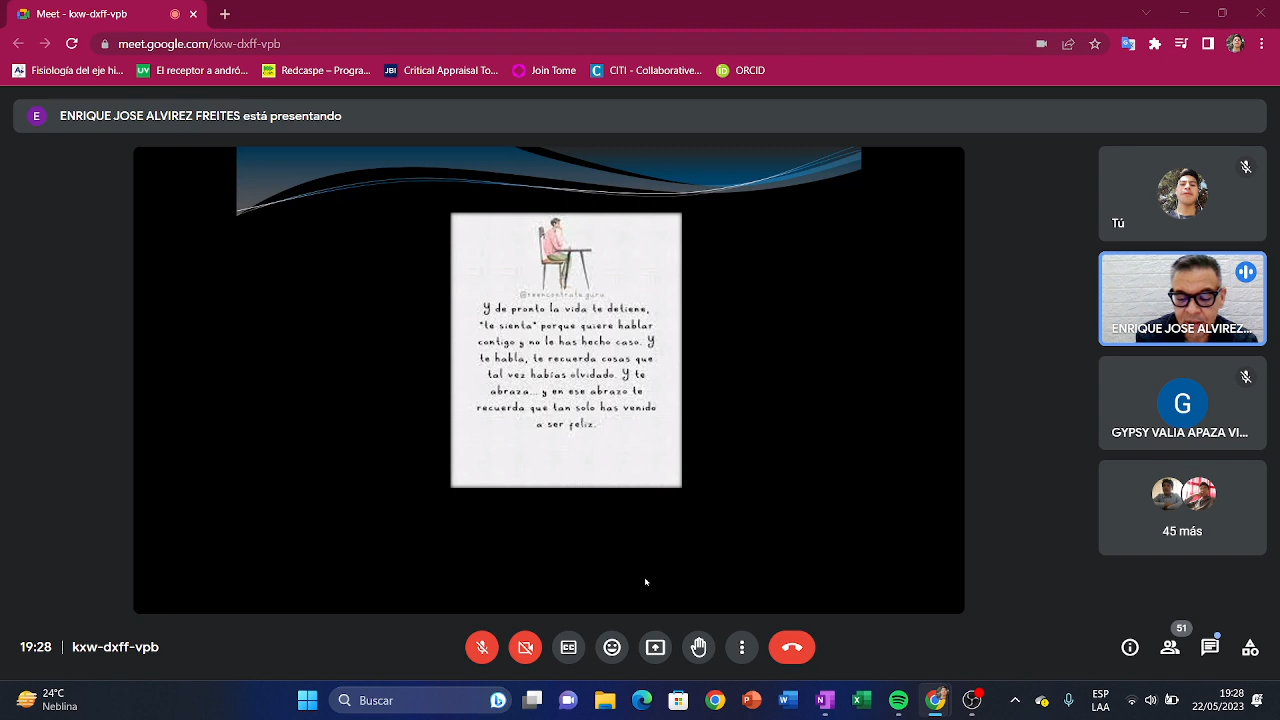 Meet - kxw-dxff-vpb
meet.google.com/kxw-dxff-vpb
Fisiología del eje hi...
UV
El receptor a andró...
Redcaspe – Progra...
JBI
Critical Appraisal To...
Join Tome
C
CITI - Collaborative...
iD
ORCID
E
ENRIQUE JOSE ALVIREZ FREITES está presentando
@reencontrate.guru
Y de pronto la vida te detiene,
"te sienta" porque quiere hablar
contigo y no le has hecho caso. Y
te habla, te recuerda cosas que
tal vez habías olvidado. Y te
abraza... y en ese abrazo te
recuerda que tan solo has venido
a ser feliz.
Tú
ENRIQUE JOSE ALVIREZ...
G
GYPSY VALIA APAZA VI...
45 más
19:28
kxw-dxff-vpb
51
24°C
Neblina
Buscar
ESP
LAA
19:28
22/05/2023